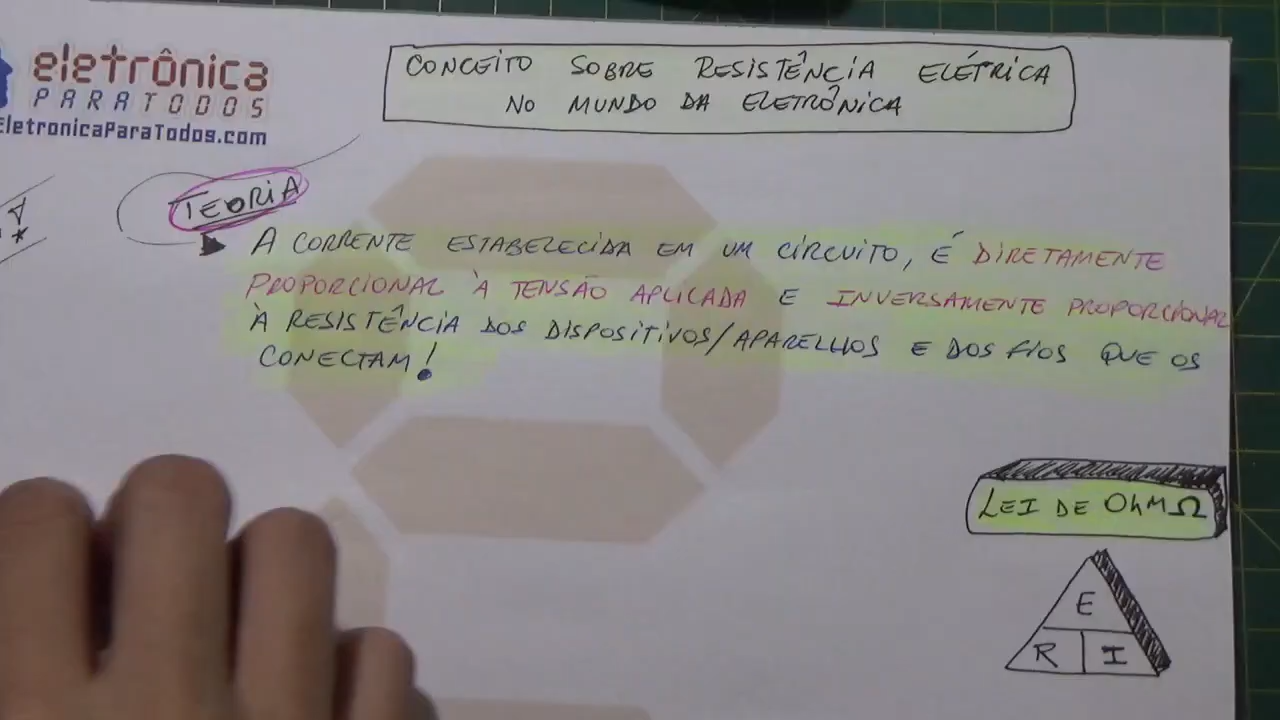 eletrônica
PARATODOS
EletronicaParaTodos.com
CONCEITO SOBRE RESISTÊNCIA ELÉTRICA
NO MUNDO DA ELETRÔNICA
TEORIA
A CORRENTE ESTABELECIDA EM UM CIRCUITO, É DIRETAMENTE
PROPORCIONAL À TENSÃO APLICADA E INVERSAMENTE PROPORCIONAL
À RESISTÊNCIA DOS DISPOSITIVOS/APARELHOS E DOS FIOS QUE OS
CONECTAM!
LEI DE OhM Ω
E
R I